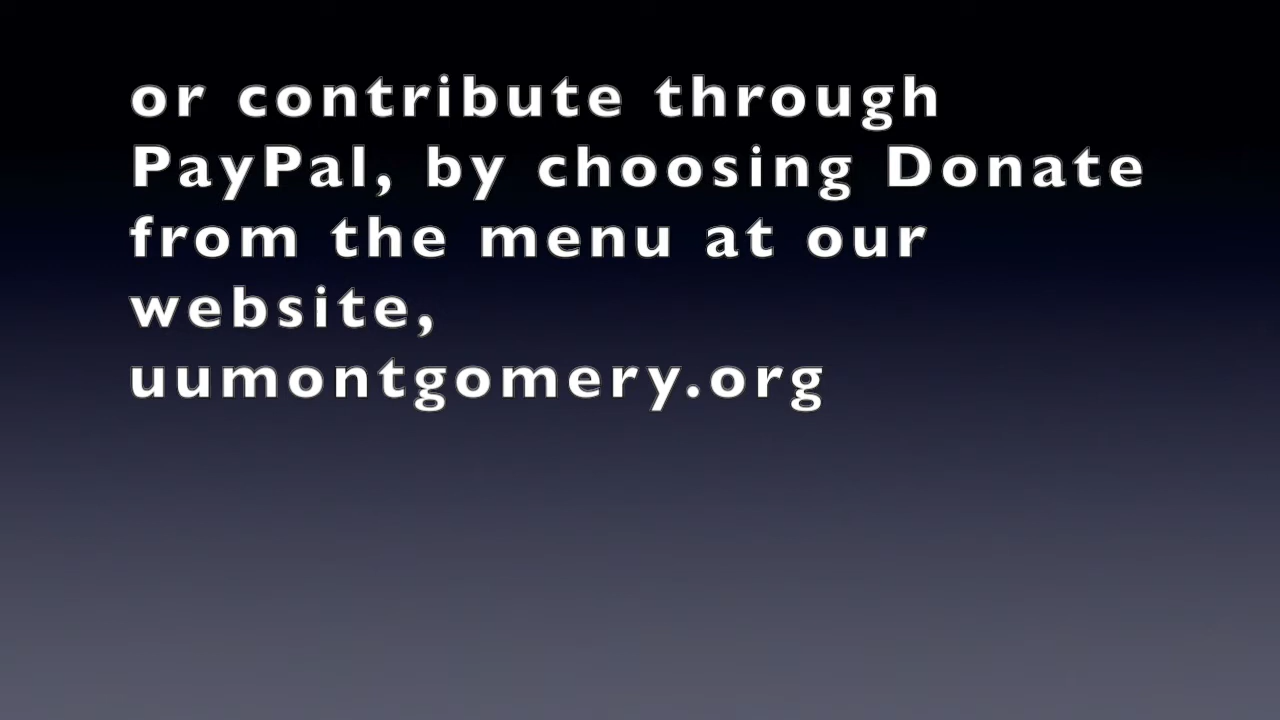 or contribute through
PayPal, by choosing Donate
from the menu at our
website,
uumontgomery.org